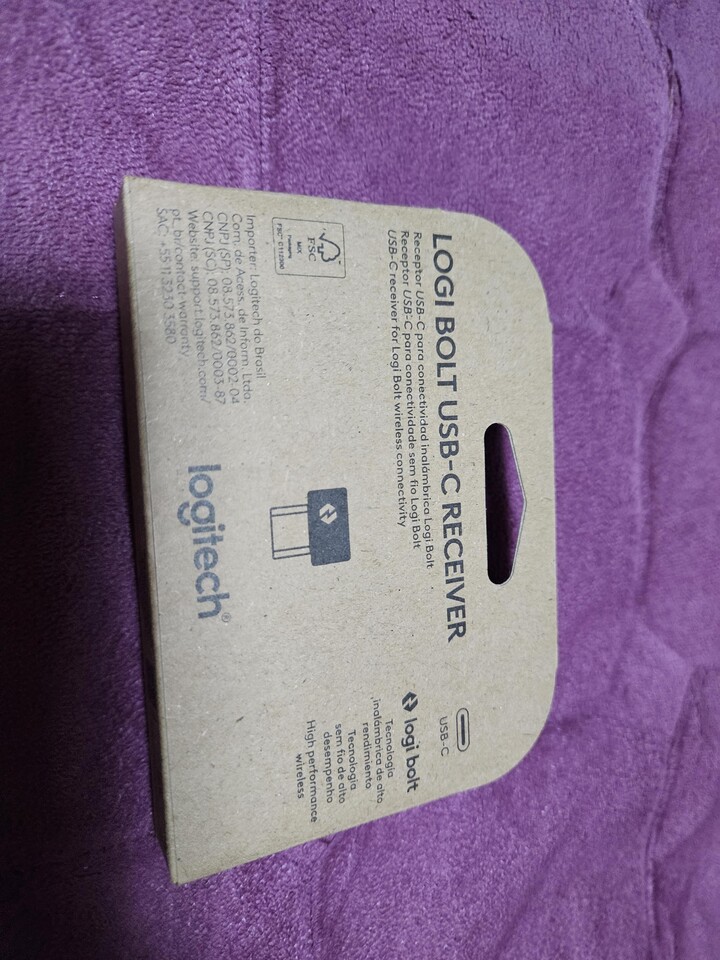 LOGI BOLT USB-C RECEIVER
Receptor USB-C para conectividad inalámbrica Logi Bolt
Receptor USB-C para conectividade sem fio Logi Bolt
USB-C receiver for Logi Bolt wireless connectivity
USB-C
logi bolt
Tecnología
inalámbrica de alto
rendimiento
Tecnologia
sem fio de alto
desempenho
High performance
wireless
FSC
MIX
Packaging
FSC™ C112000
Importer: Logitech do Brasil
Com. de Acess. de Inform. Ltda.
CNPJ (SP): 08.573.862/0002-04
CNPJ (SC): 08.573.862/0003-87
Website: support.logitech.com/
pt_br/contact-warranty
SAC: +55 11 3230 3580
logitech®